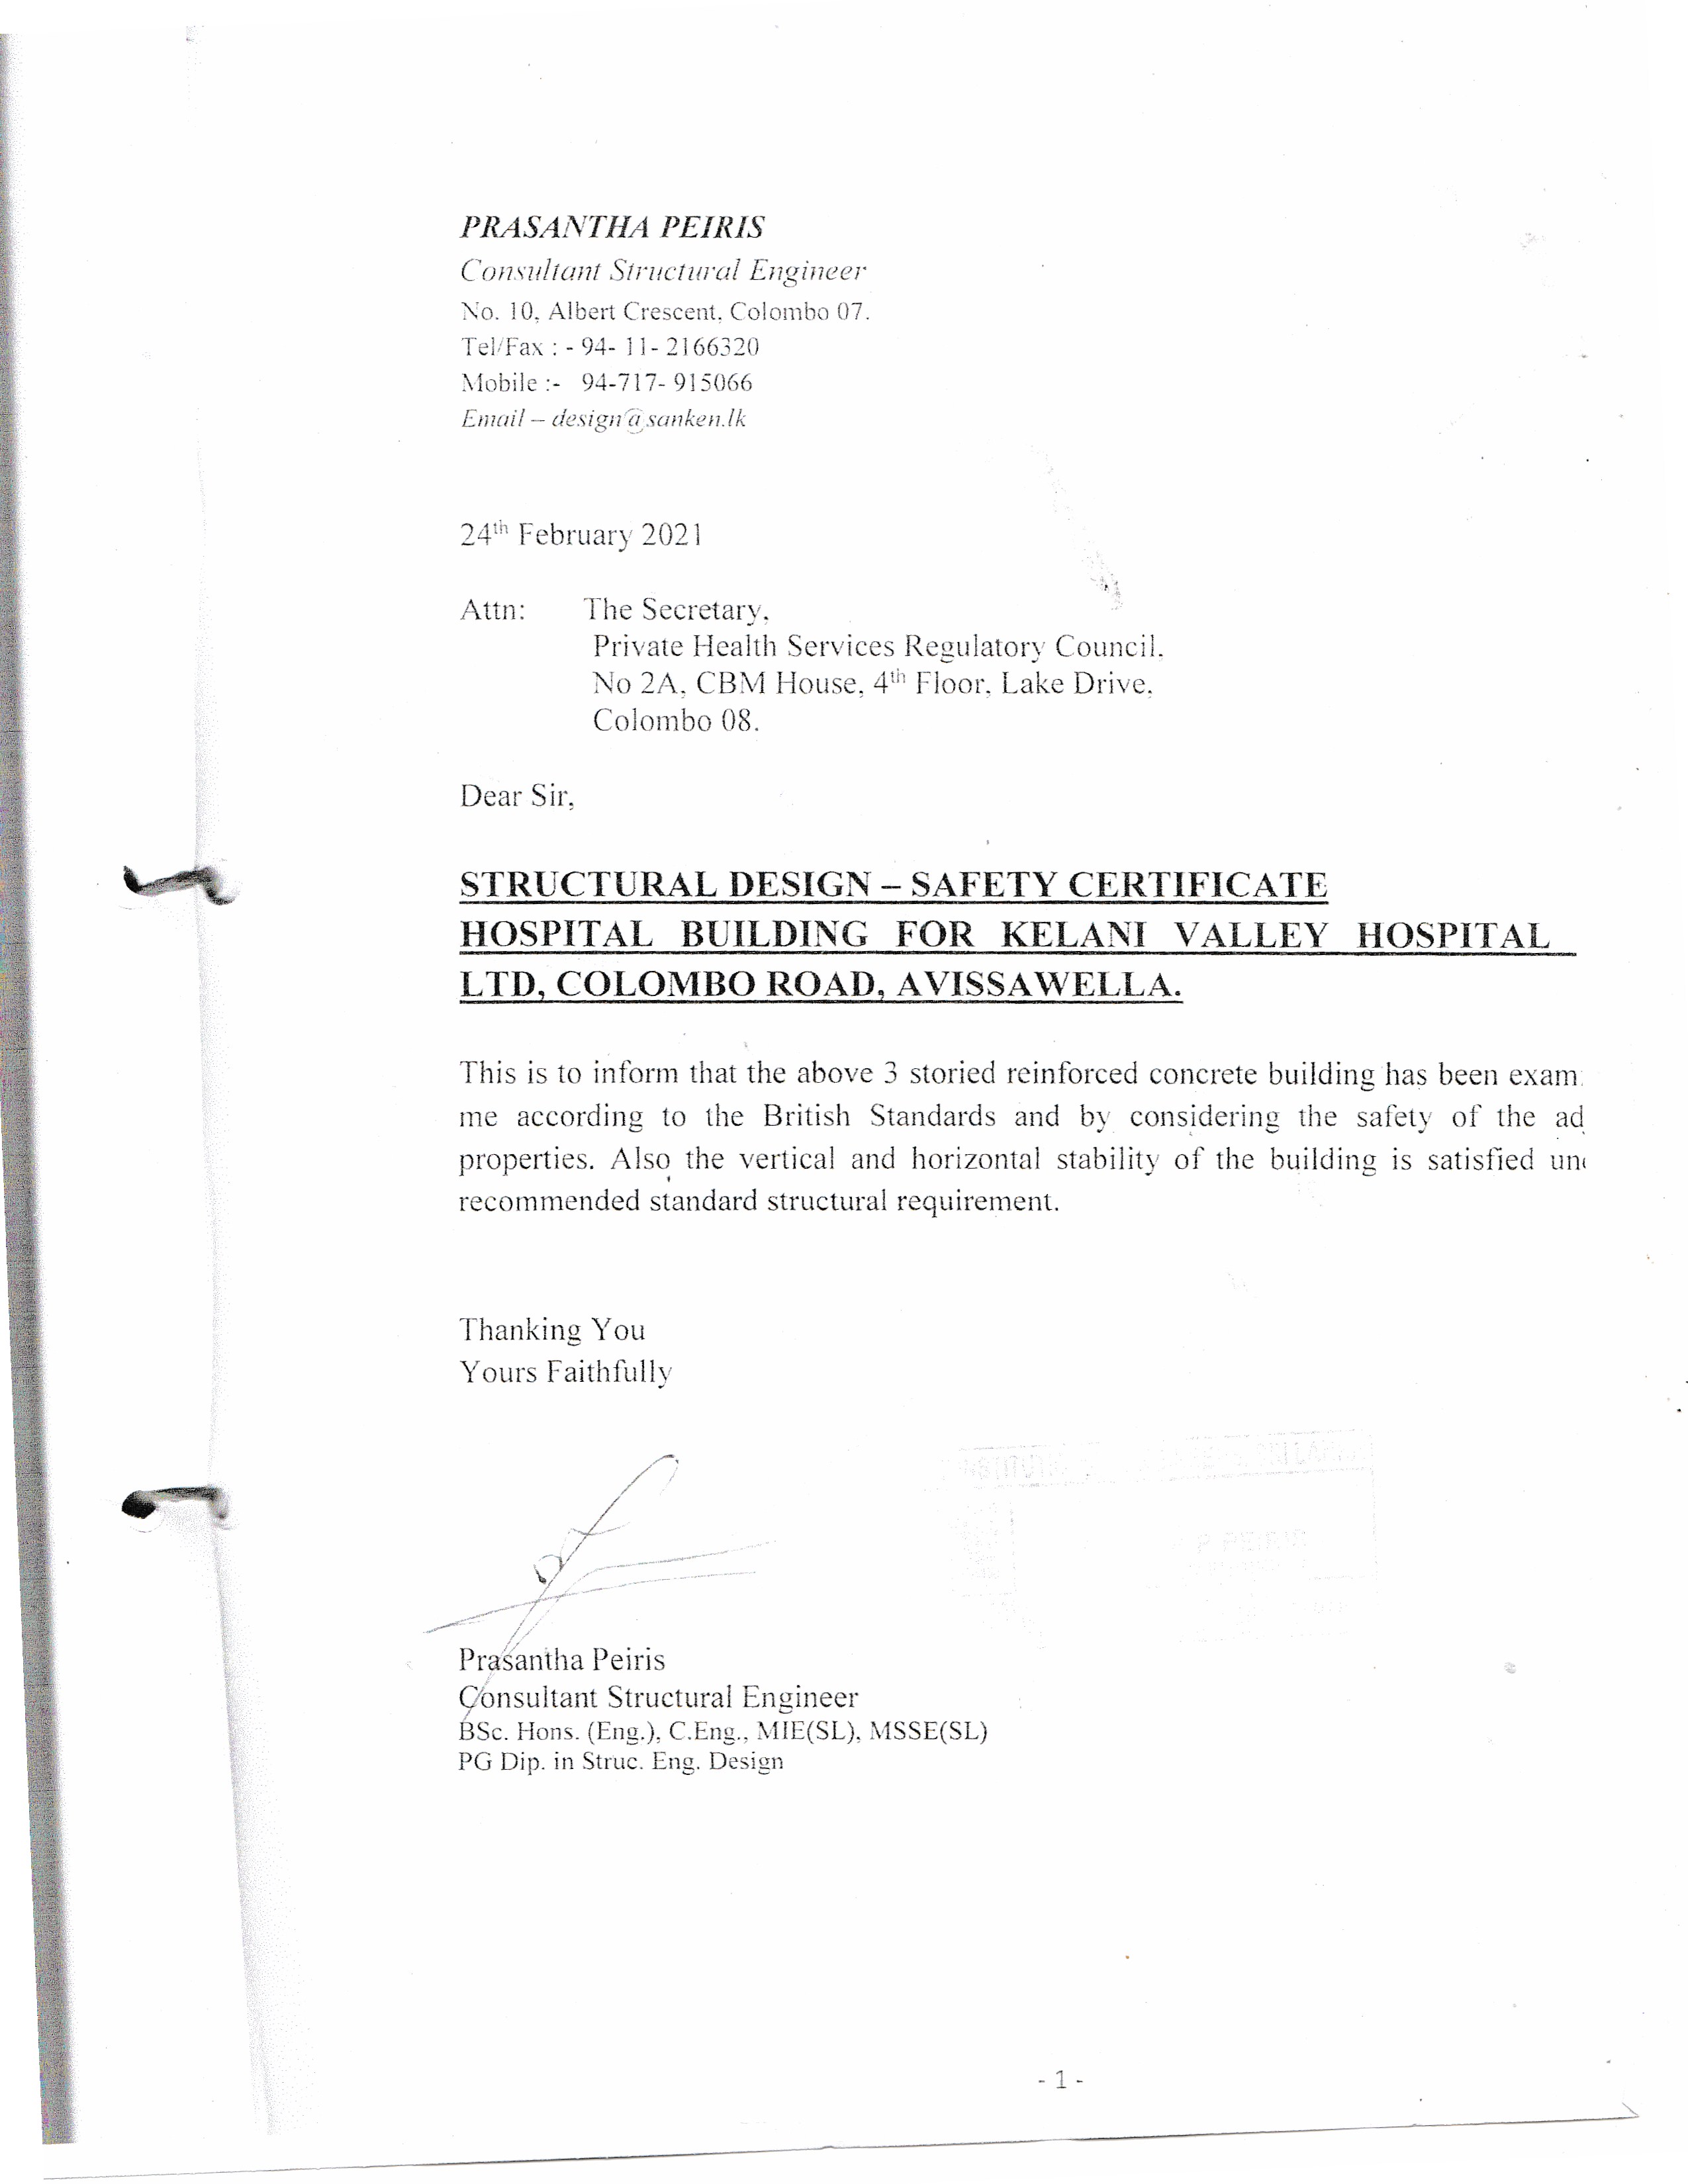 PRASANTHA PEIRIS
Consultant Structural Engineer
No. 10, Albert Crescent, Colombo 07.
Tel/Fax : - 94- 11- 2166320
Mobile :- 94-717- 915066
Email – design@sanken.lk
24th February 2021
Attn: The Secretary,
Private Health Services Regulatory Council.
No 2A, CBM House, 4th Floor, Lake Drive,
Colombo 08.
Dear Sir,
STRUCTURAL DESIGN – SAFETY CERTIFICATE
HOSPITAL BUILDING FOR KELANI VALLEY HOSPITAL
LTD, COLOMBO ROAD, AVISSAWELLA.
This is to inform that the above 3 storied reinforced concrete building has been exam
me according to the British Standards and by considering the safety of the ad
properties. Also the vertical and horizontal stability of the building is satisfied un
recommended standard structural requirement.
Thanking You
Yours Faithfully
P PEIRIS
Prasantha Peiris
Consultant Structural Engineer
BSc. Hons. (Eng.), C.Eng., MIE(SL), MSSE(SL)
PG Dip. in Struc. Eng. Design
- 1 -